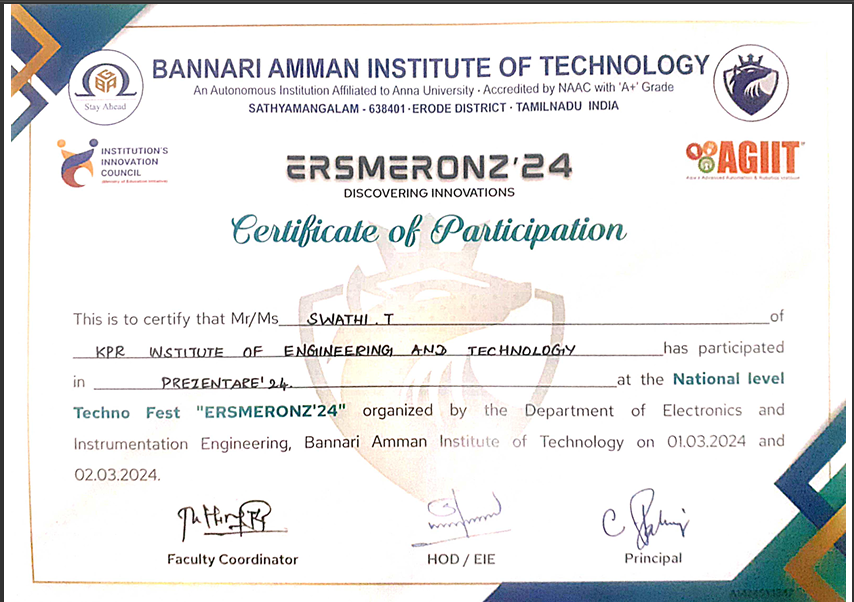 BANNARI AMMAN INSTITUTE OF TECHNOLOGY
An Autonomous Institution Affiliated to Anna University - Accredited by NAAC with 'A+' Grade
Stay Ahead
SATHYAMANGALAM - 638401 · ERODE DISTRICT · TAMILNADU INDIA
INSTITUTION'S
INNOVATION
COUNCIL
AGIIT
ERSMERONZ'24
DISCOVERING INNOVATIONS
Certificate of Participation
This is to certify that Mr/Ms SWATHI . T of
KPR INSTITUTE OF ENGINEERING AND TECHNOLOGY has participated
in PREZENTARE'24. at the National level
Techno Fest "ERSMERONZ'24" organized by the Department of Electronics and
Instrumentation Engineering, Bannari Amman Institute of Technology on 01.03.2024 and
02.03.2024.
Faculty Coordinator
HOD / EIE
Principal